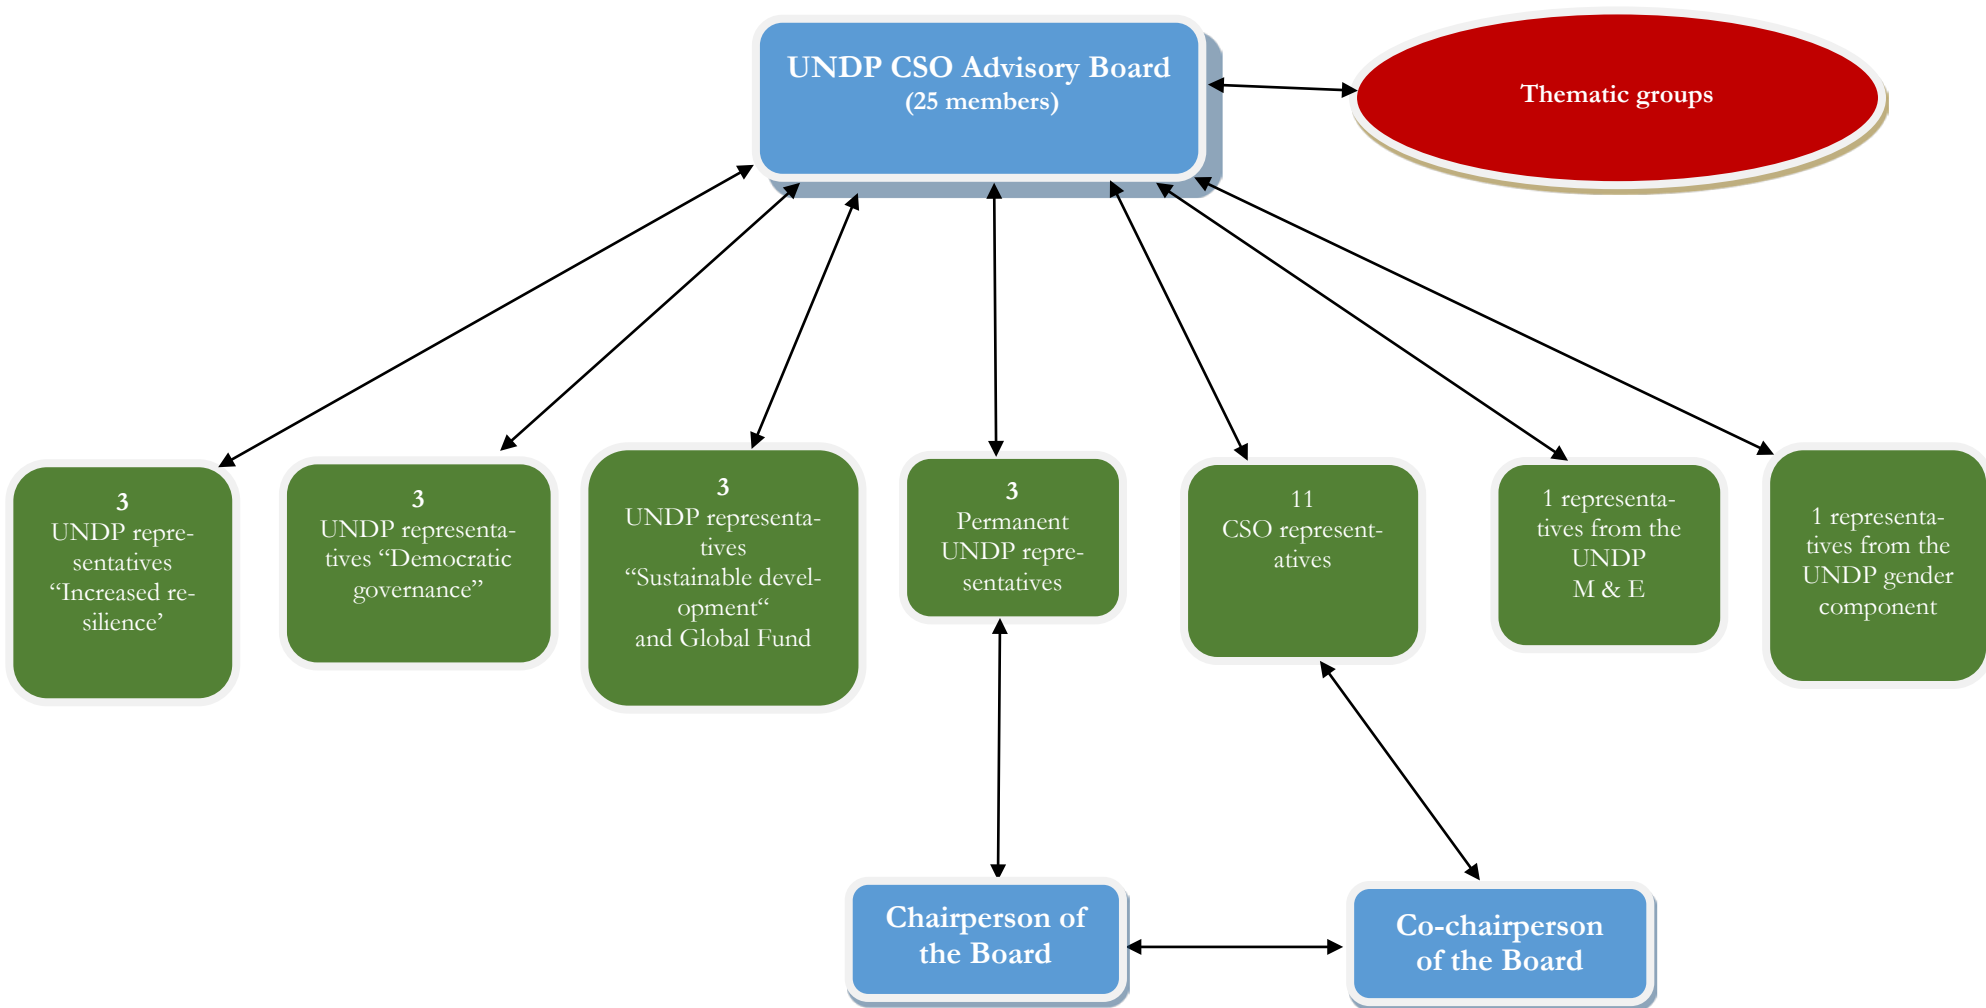 UNDP CSO Advisory Board
(25 members)
Thematic groups
3
UNDP repre-
sentatives
“Increased re-
silience’
3
UNDP representa-
tives “Democratic
governance”
3
UNDP representa-
tives
“Sustainable devel-
opment“
and Global Fund
3
Permanent
UNDP repre-
sentatives
11
CSO represent-
atives
1 representa-
tives from the
UNDP
M & E
1 representa-
tives from the
UNDP gender
component
Chairperson of
the Board
Co-chairperson
of the Board